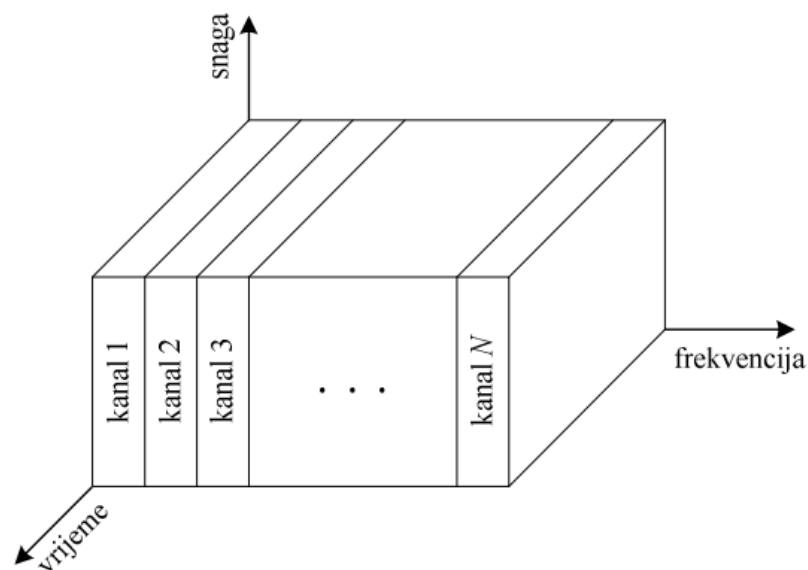 snaga
kanal 1
kanal 2
kanal 3
. . .
kanal N
frekvencija
vrijeme